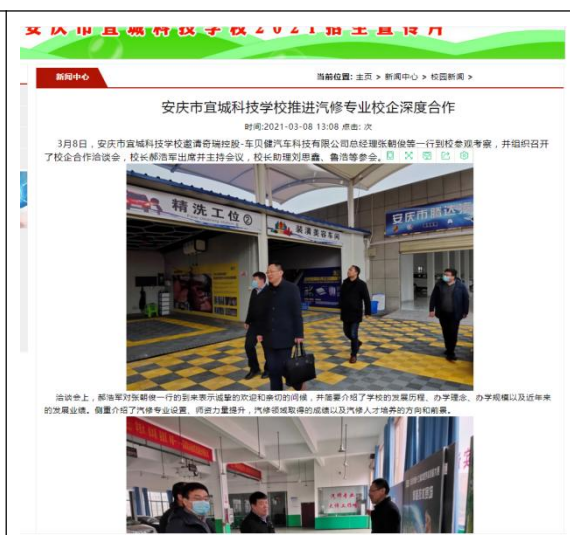 安庆市宜城科技学校2021招生宣传片
新闻中心
当前位置: 主页 > 新闻中心 > 校园新闻 >
安庆市宜城科技学校推进汽修专业校企深度合作
时间:2021-03-08 13:08 点击: 次
3月8日，安庆市宜城科技学校邀请奇瑞控股-车贝健汽车科技有限公司总经理张朝俊等一行到校参观考察，并组织召开
了校企合作洽谈会，校长郝浩军出席并主持会议，校长助理刘思鑫、鲁浩等参会。
精洗工位②
装潢美容车间
安庆市
洽谈会上，郝浩军对张朝俊一行的到来表示诚挚的欢迎和亲切的问候，并简要介绍了学校的发展历程、办学理念、办学规模以及近年来
的发展业绩。侧重介绍了汽修专业设置、师资力量提升，汽修领域取得的成绩以及汽修人才培养的方向和前景。